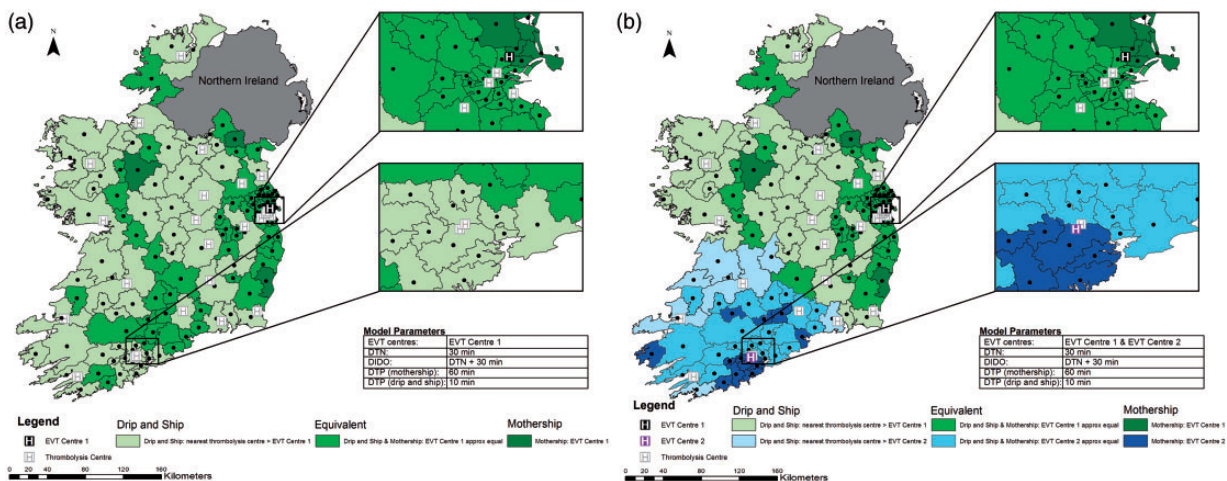 (a)
N
Northern Ireland
Model Parameters
EVT centres: EVT Centre 1
DTN: 30 min
DIDO: DTN + 30 min
DTP (mothership): 60 min
DTP (drip and ship): 10 min
Legend
H EVT Centre 1
H Thrombolysis Centre
Drip and Ship
Drip and Ship: nearest thrombolysis centre > EVT Centre 1
Equivalent
Drip and Ship & Mothership: EVT Centre 1 approx equal
Mothership
Mothership: EVT Centre 1
0 20 40 80 120 160
Kilometers
(b)
N
Northern Ireland
Model Parameters
EVT centres: EVT Centre 1 & EVT Centre 2
DTN: 30 min
DIDO: DTN + 30 min
DTP (mothership): 60 min
DTP (drip and ship): 10 min
Legend
H EVT Centre 1
H EVT Centre 2
H Thrombolysis Centre
Drip and Ship
Drip and Ship: nearest thrombolysis centre > EVT Centre 1
Drip and Ship: nearest thrombolysis centre > EVT Centre 2
Equivalent
Drip and Ship & Mothership: EVT Centre 1 approx equal
Drip and Ship & Mothership: EVT Centre 2 approx equal
Mothership
Mothership: EVT Centre 1
Mothership: EVT Centre 2
0 20 40 80 120 160
Kilometers